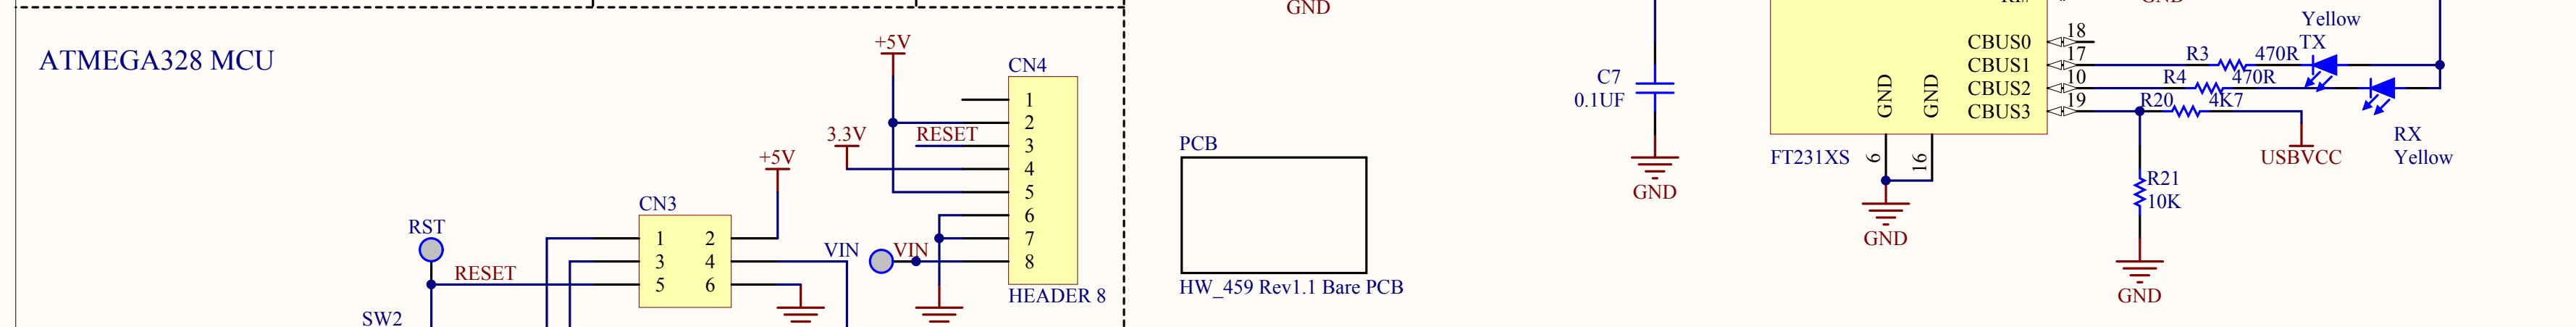 GND
GND
Yellow
+5V
CBUS0
18
TX
ATMEGA328 MCU
CN4
CBUS1
17
R3
470R
C7
0.1UF
GND
GND
CBUS2
10
R4
470R
1
2
CBUS3
19
R20
4K7
3.3V
RESET
3
PCB
RX
Yellow
+5V
4
FT231XS
6
16
USBVCC
5
GND
R21
10K
CN3
6
RST
1
2
7
GND
VIN
VIN
3
4
8
RESET
5
6
HEADER 8
HW_459 Rev1.1 Bare PCB
GND
SW2